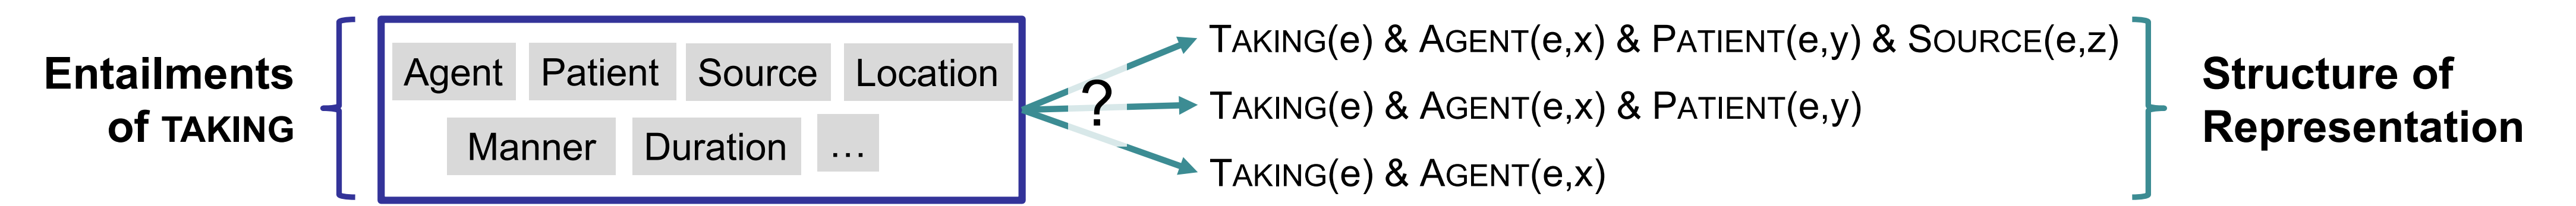 Entailments
of TAKING
Agent Patient Source Location
Manner Duration ...
?
TAKING(e) & AGENT(e,x) & PATIENT(e,y) & SOURCE(e,z)
TAKING(e) & AGENT(e,x) & PATIENT(e,y)
TAKING(e) & AGENT(e,x)
Structure of
Representation